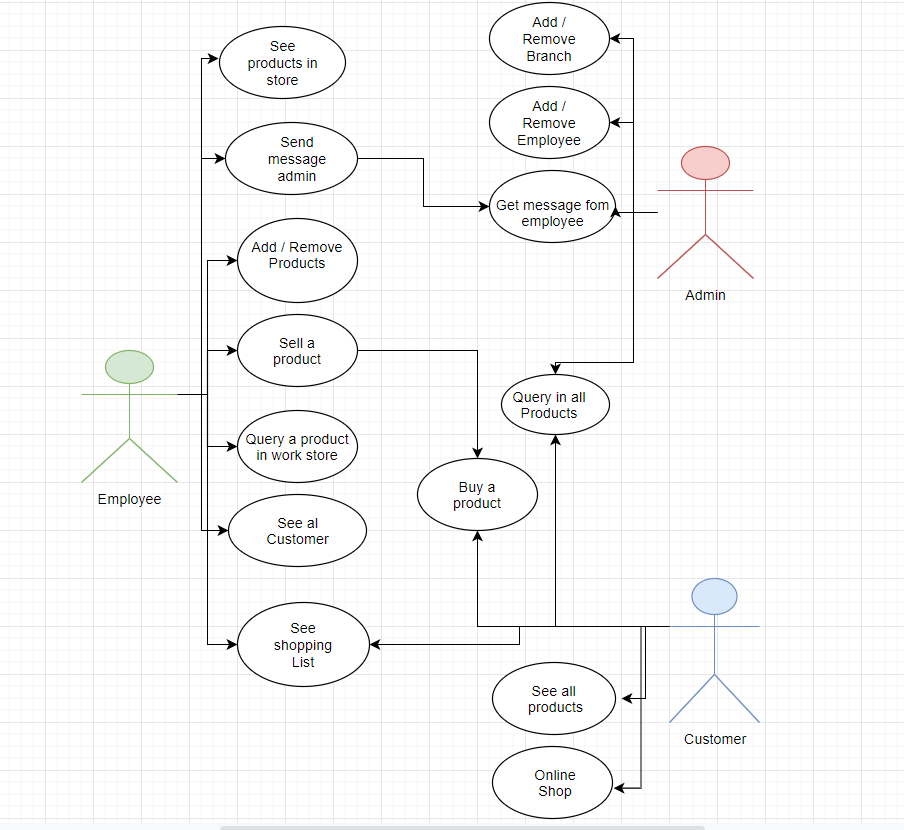 See
products in
store
Send
message
admin
Add / Remove
Products
Sell a
product
Query a product
in work store
See al
Customer
See
shopping
List
Employee
Add /
Remove
Branch
Add /
Remove
Employee
Get message fom
employee
Query in all
Products
Buy a
product
See all
products
Online
Shop
Admin
Customer